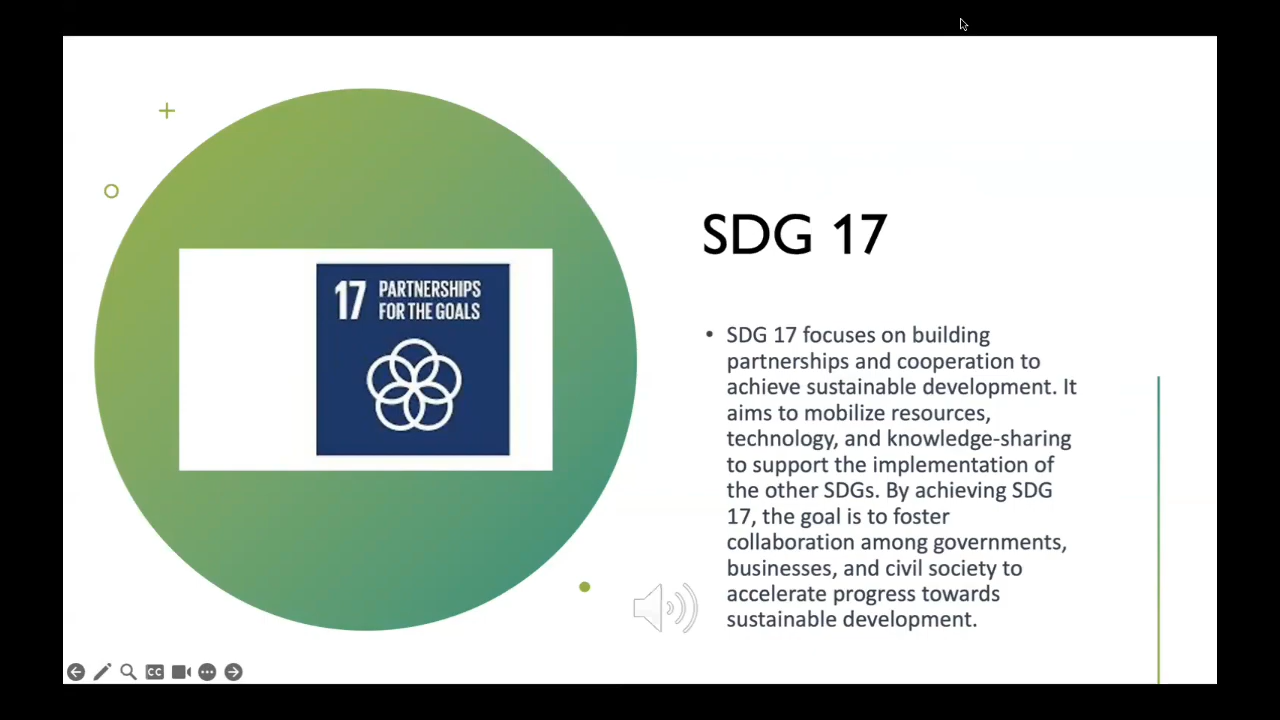 17 PARTNERSHIPS
FOR THE GOALS
SDG 17
• SDG 17 focuses on building
partnerships and cooperation to
achieve sustainable development. It
aims to mobilize resources,
technology, and knowledge-sharing
to support the implementation of
the other SDGs. By achieving SDG
17, the goal is to foster
collaboration among governments,
businesses, and civil society to
accelerate progress towards
sustainable development.
CC